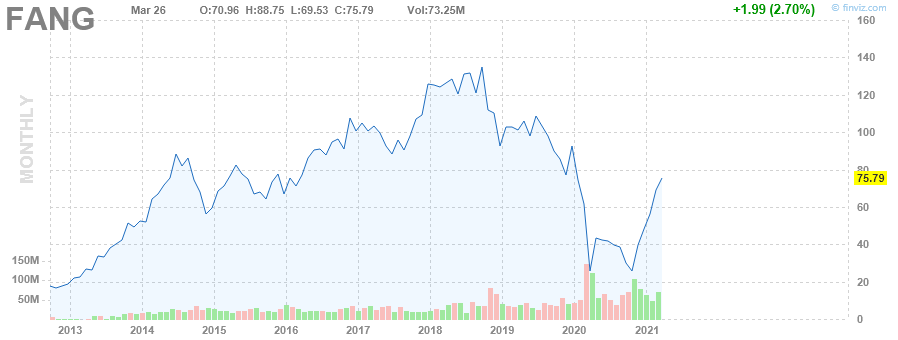 FANG Mar 26 O:70.96 H:88.75 L:69.53 C:75.79 Vol:73.25M +1.99 (2.70%) © finviz.com
MONTHLY
160
140
120
100
80
75.79
60
40
20
0
150M
100M
50M
2013 2014 2015 2016 2017 2018 2019 2020 2021